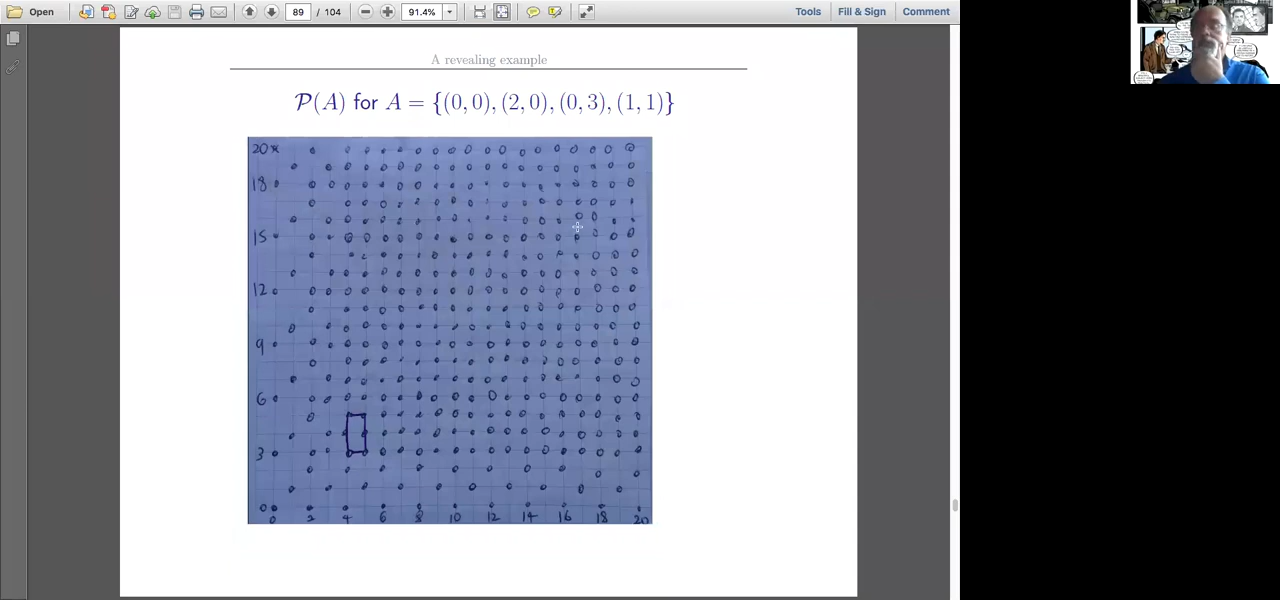 Open
89 / 104
91.4%
Tools
Fill & Sign
Comment
A revealing example
𝒫(A) for A = {(0, 0), (2, 0), (0, 3), (1, 1)}
20
18
15
12
9
6
3
0
0 2 4 6 8 10 12 14 16 18 20